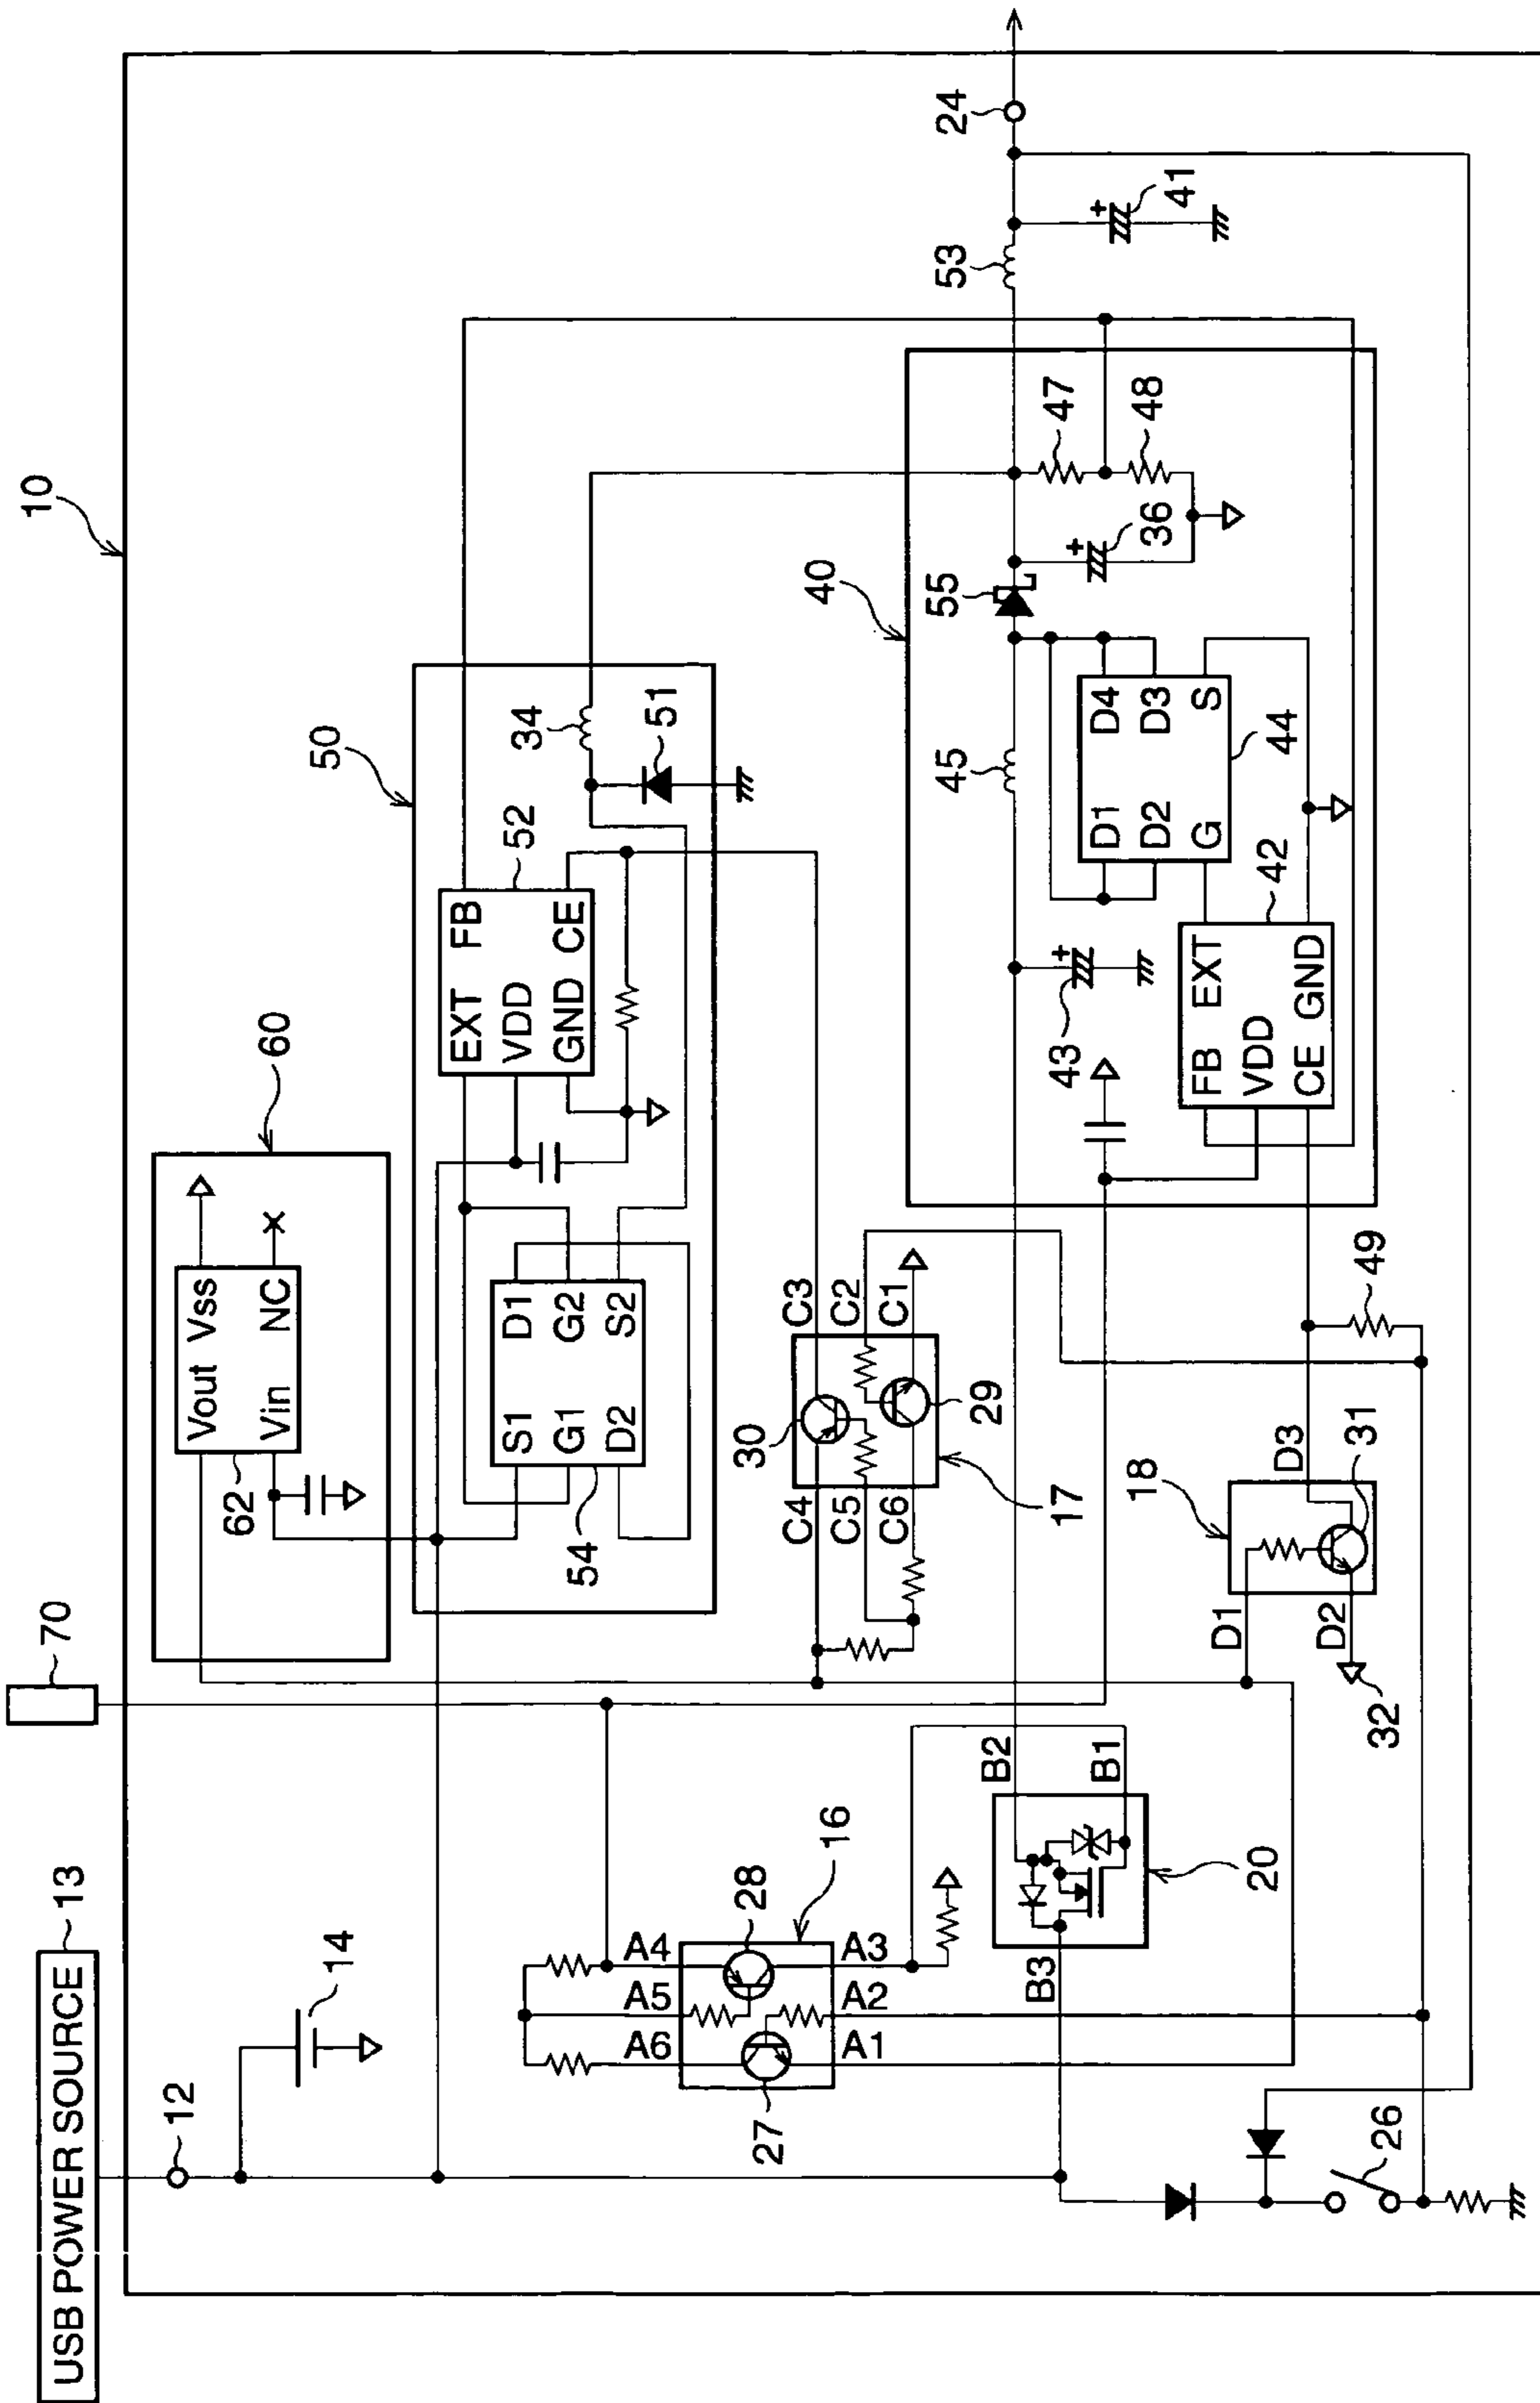 USB POWER SOURCE
13
70
10
12
14
60
Vout Vss
Vin NC
62
50
EXT FB
VDD
GND CE
52
S1 D1
G1 G2
D2 S2
54
34
51
A4
A5
A6
28
16
27
A3
A2
A1
C4
C5
C6
30
C3
C2
C1
29
17
40
B2
B1
B3
20
43
+
45
55
+
36
47
48
53
24
+
41
D1 D4
D2 D3
G S
44
FB EXT
VDD
CE GND
42
18
D1
D2
D3
31
32
49
26